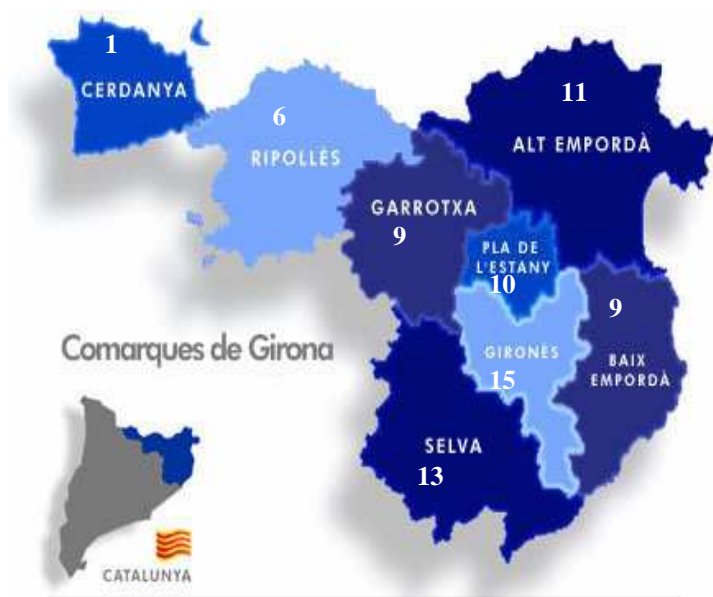 1
CERDANYA
6
RIPOLLÈS
11
ALT EMPORDÀ
GARROTXA
9
PLA DE
L'ESTANY
10
9
GIRONÈS
15
BAIX
EMPORDÀ
Comarques de Girona
SELVA
13
CATALUNYA